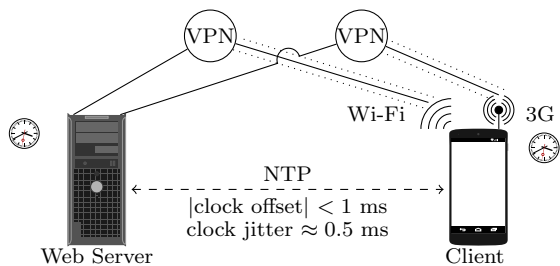 VPN VPN
Wi-Fi 3G
NTP
|clock offset| < 1 ms
clock jitter ≈ 0.5 ms
Web Server Client